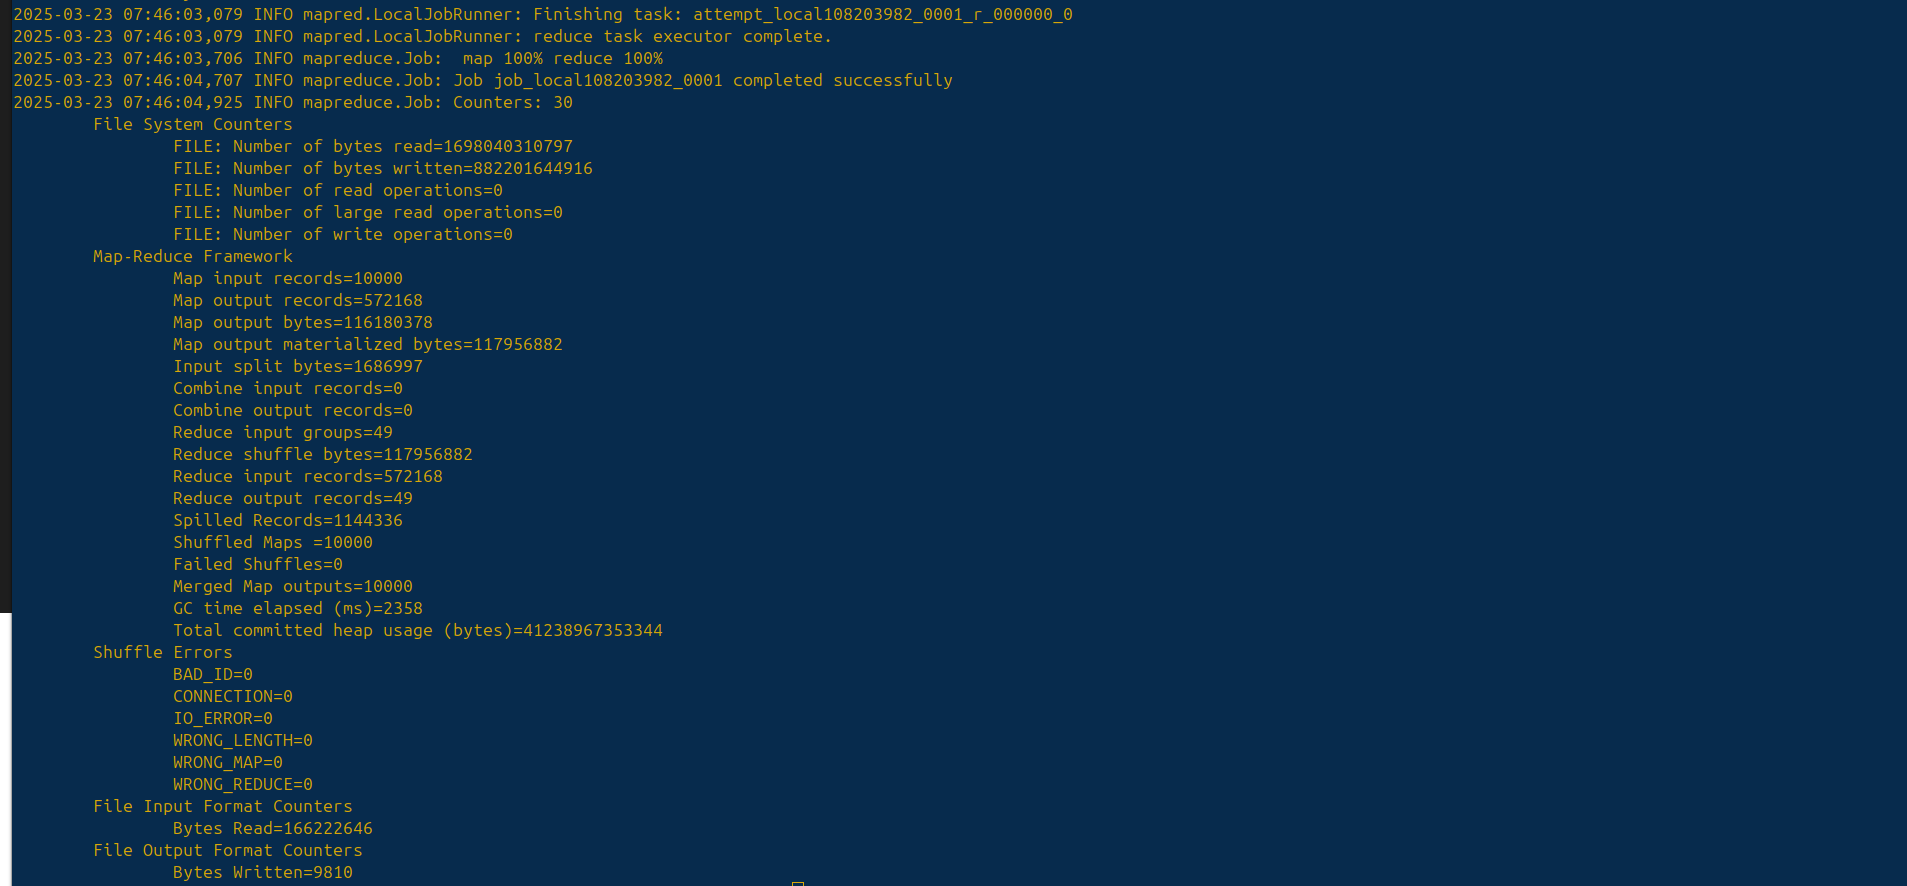 2025-03-23 07:46:03,079 INFO mapred.LocalJobRunner: Finishing task: attempt_local108203982_0001_r_000000_0
2025-03-23 07:46:03,079 INFO mapred.LocalJobRunner: reduce task executor complete.
2025-03-23 07:46:03,706 INFO mapreduce.Job:  map 100% reduce 100%
2025-03-23 07:46:04,707 INFO mapreduce.Job: Job job_local108203982_0001 completed successfully
2025-03-23 07:46:04,925 INFO mapreduce.Job: Counters: 30
File System Counters
FILE: Number of bytes read=1698040310797
FILE: Number of bytes written=882201644916
FILE: Number of read operations=0
FILE: Number of large read operations=0
FILE: Number of write operations=0
Map-Reduce Framework
Map input records=10000
Map output records=572168
Map output bytes=116180378
Map output materialized bytes=117956882
Input split bytes=1686997
Combine input records=0
Combine output records=0
Reduce input groups=49
Reduce shuffle bytes=117956882
Reduce input records=572168
Reduce output records=49
Spilled Records=1144336
Shuffled Maps =10000
Failed Shuffles=0
Merged Map outputs=10000
GC time elapsed (ms)=2358
Total committed heap usage (bytes)=41238967353344
Shuffle Errors
BAD_ID=0
CONNECTION=0
IO_ERROR=0
WRONG_LENGTH=0
WRONG_MAP=0
WRONG_REDUCE=0
File Input Format Counters
Bytes Read=166222646
File Output Format Counters
Bytes Written=9810